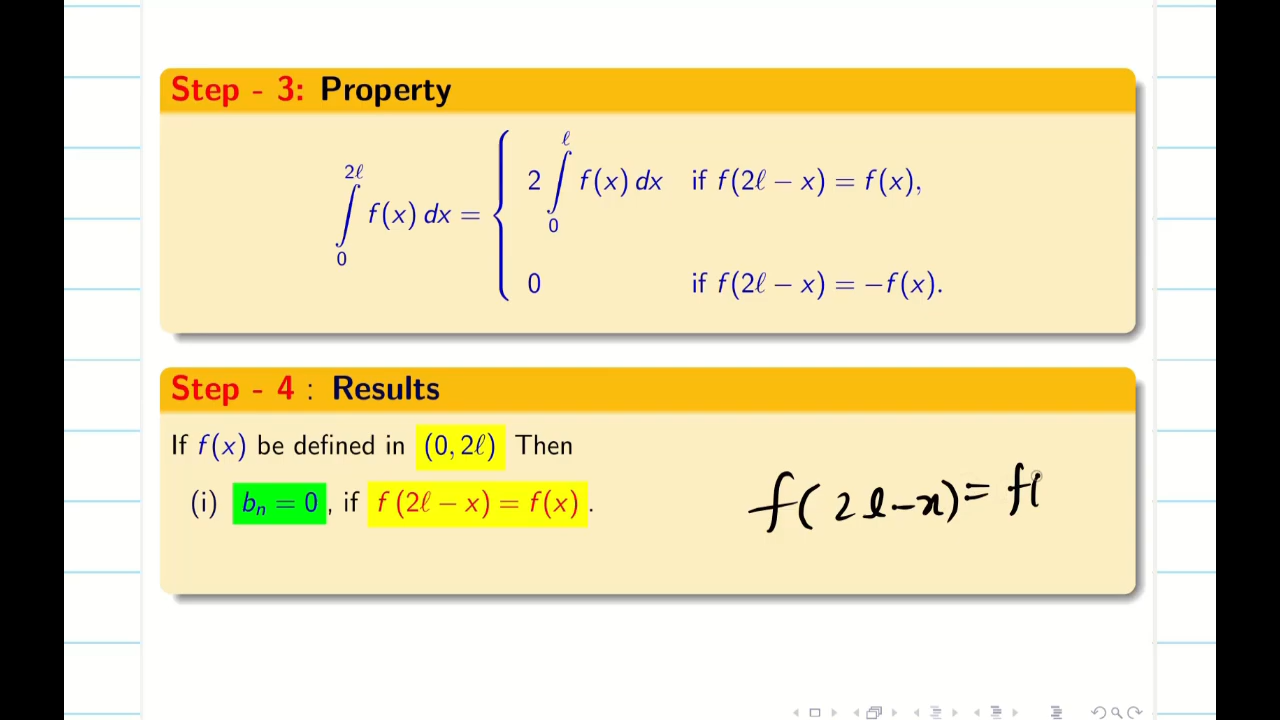 Step - 3: Property
2ℓ
∫ f(x) dx =
0
ℓ
2 ∫ f(x) dx if f(2ℓ − x) = f(x),
0
0 if f(2ℓ − x) = −f(x).
Step - 4 : Results
If f(x) be defined in (0, 2ℓ) Then
(i) bₙ = 0, if f (2ℓ − x) = f(x).
f(2ℓ-x)= f(